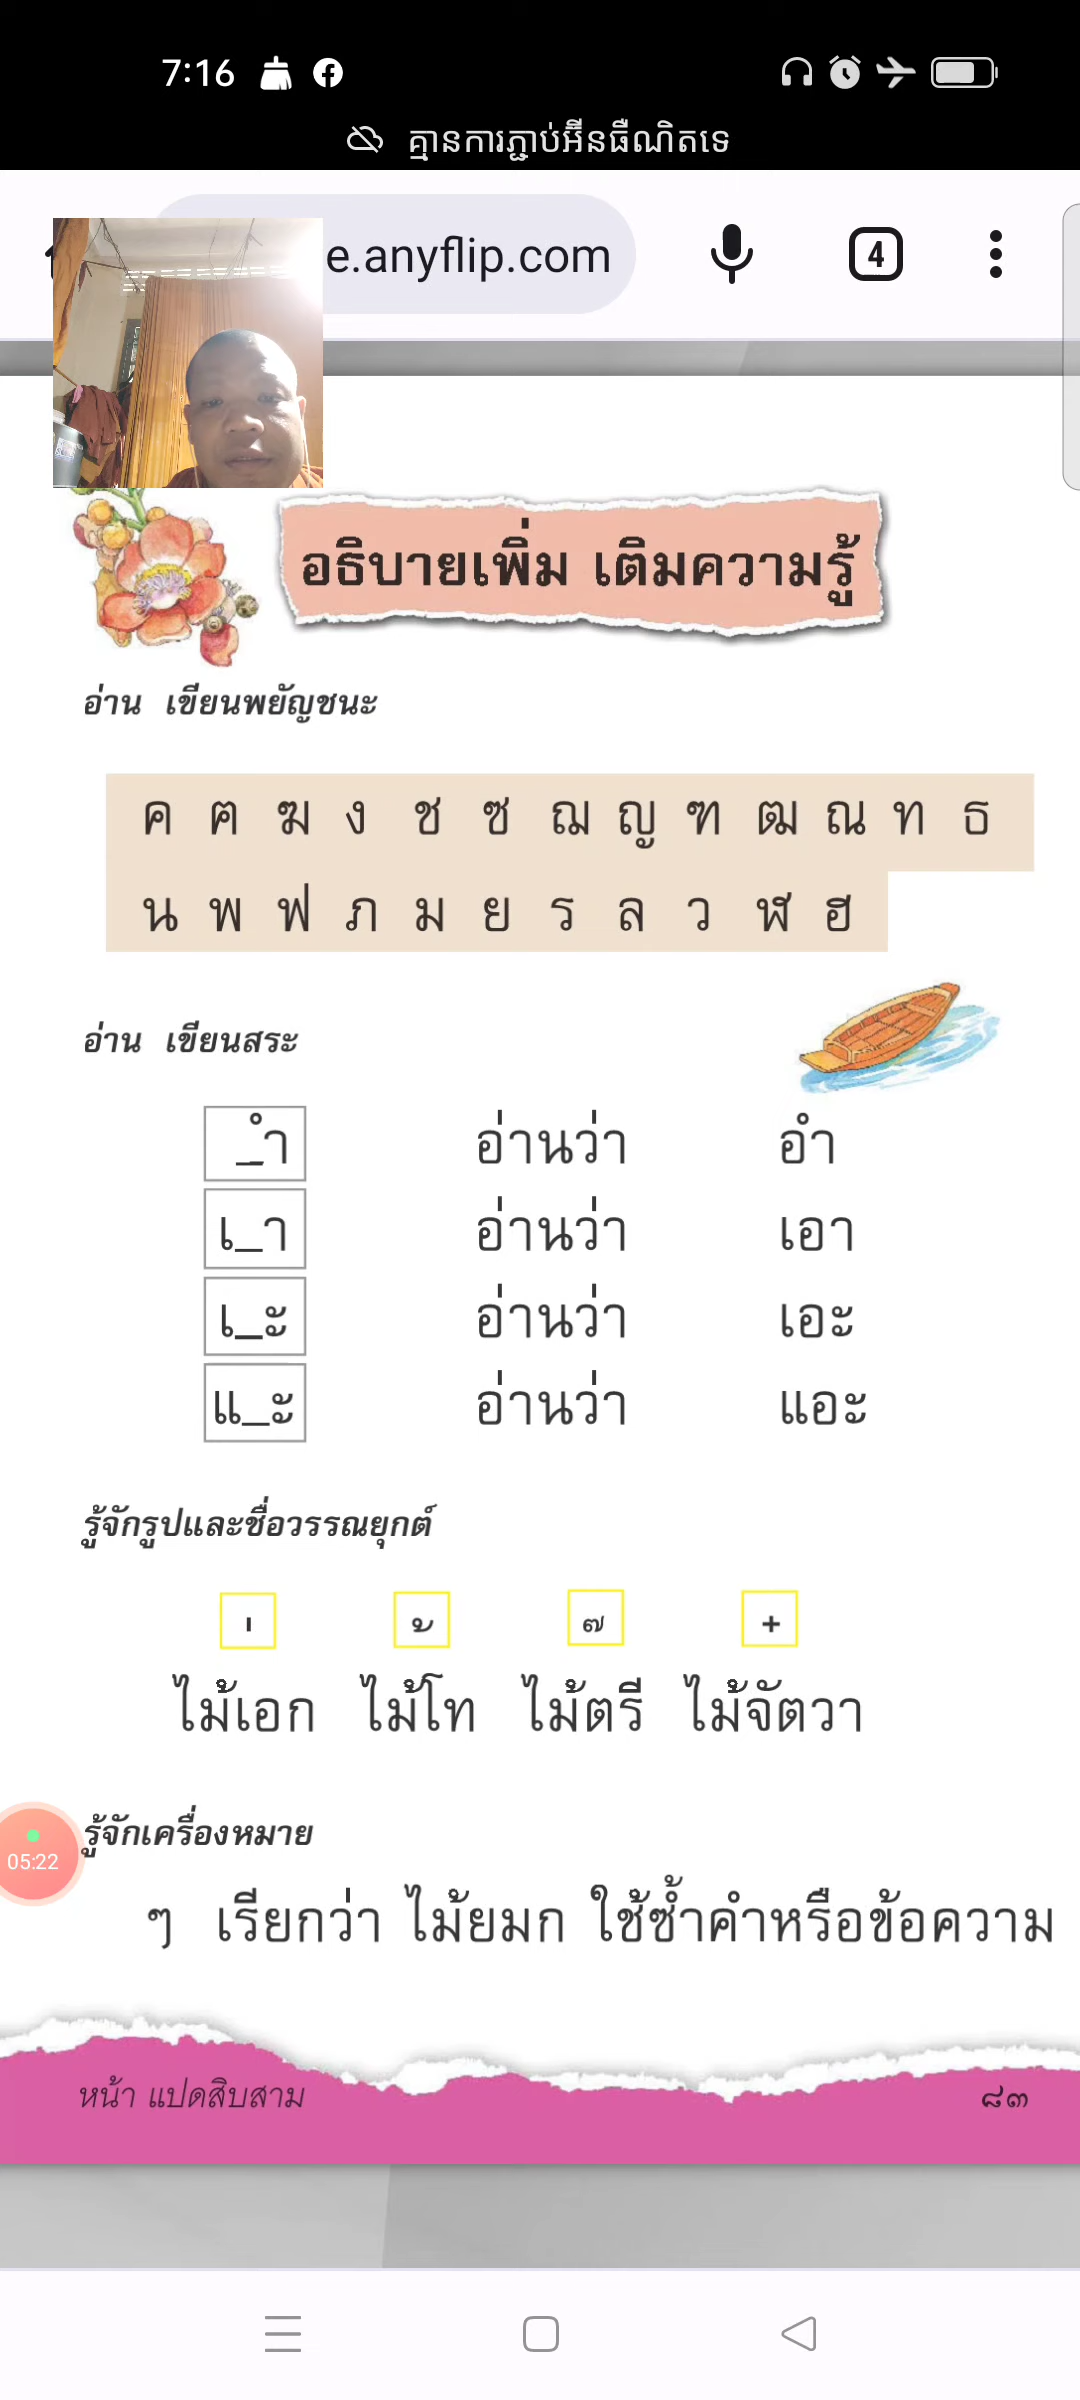 7:16
គ្មានការភ្ជាប់អ៊ីនធឺណិតទេ
e.anyflip.com
4
อธิบายเพิ่ม เติมความรู้
อ่าน เขียนพยัญชนะ
ค ฅ ฆ ง ช ซ ฌ ญ ฑ ฒ ณ ท ธ
น พ ฟ ภ ม ย ร ล ว ฬ ฮ
อ่าน เขียนสระ
_ำ อ่านว่า อำ
เ_า อ่านว่า เอา
เ_ะ อ่านว่า เอะ
แ_ะ อ่านว่า แอะ
รู้จักรูปและชื่อวรรณยุกต์
่ ้ ๊ ๋
ไม้เอก ไม้โท ไม้ตรี ไม้จัตวา
รู้จักเครื่องหมาย
05:22
ๆ เรียกว่า ไม้ยมก ใช้ซ้ำคำหรือข้อความ
หน้า แปดสิบสาม ๘๓